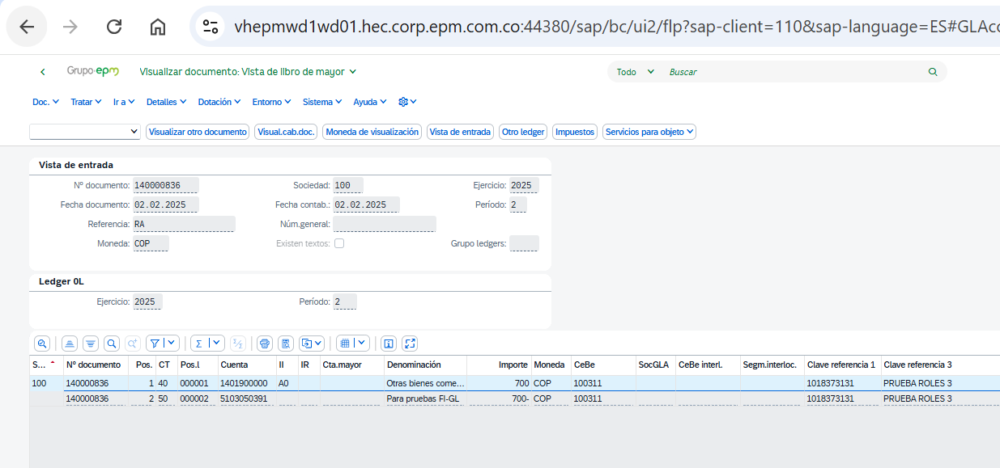 vhepmwd1wd01.hec.corp.epm.com.co:44380/sap/bc/ui2/flp?sap-client=110&sap-language=ES#GLAcc
Grupo·epm Visualizar documento: Vista de libro de mayor Todo Buscar
Doc. Tratar Ir a Detalles Dotación Entorno Sistema Ayuda
Visualizar otro documento Visual.cab.doc. Moneda de visualización Vista de entrada Otro ledger Impuestos Servicios para objeto
Vista de entrada
Nº documento: 140000836 Sociedad: 100 Ejercicio: 2025
Fecha documento: 02.02.2025 Fecha contab.: 02.02.2025 Período: 2
Referencia: RA Núm.general:
Moneda: COP Existen textos: Grupo ledgers:
Ledger 0L
Ejercicio: 2025 Período: 2
S... Nº documento Pos. CT Pos.l Cuenta II IR Cta.mayor Denominación Importe Moneda CeBe SocGLA CeBe interl. Segm.interloc. Clave referencia 1 Clave referencia 3
100 140000836 1 40 000001 1401900000 A0 Otras bienes come... 700 COP 100311 1018373131 PRUEBA ROLES 3
140000836 2 50 000002 5103050391 Para pruebas FI-GL 700- COP 100311 1018373131 PRUEBA ROLES 3